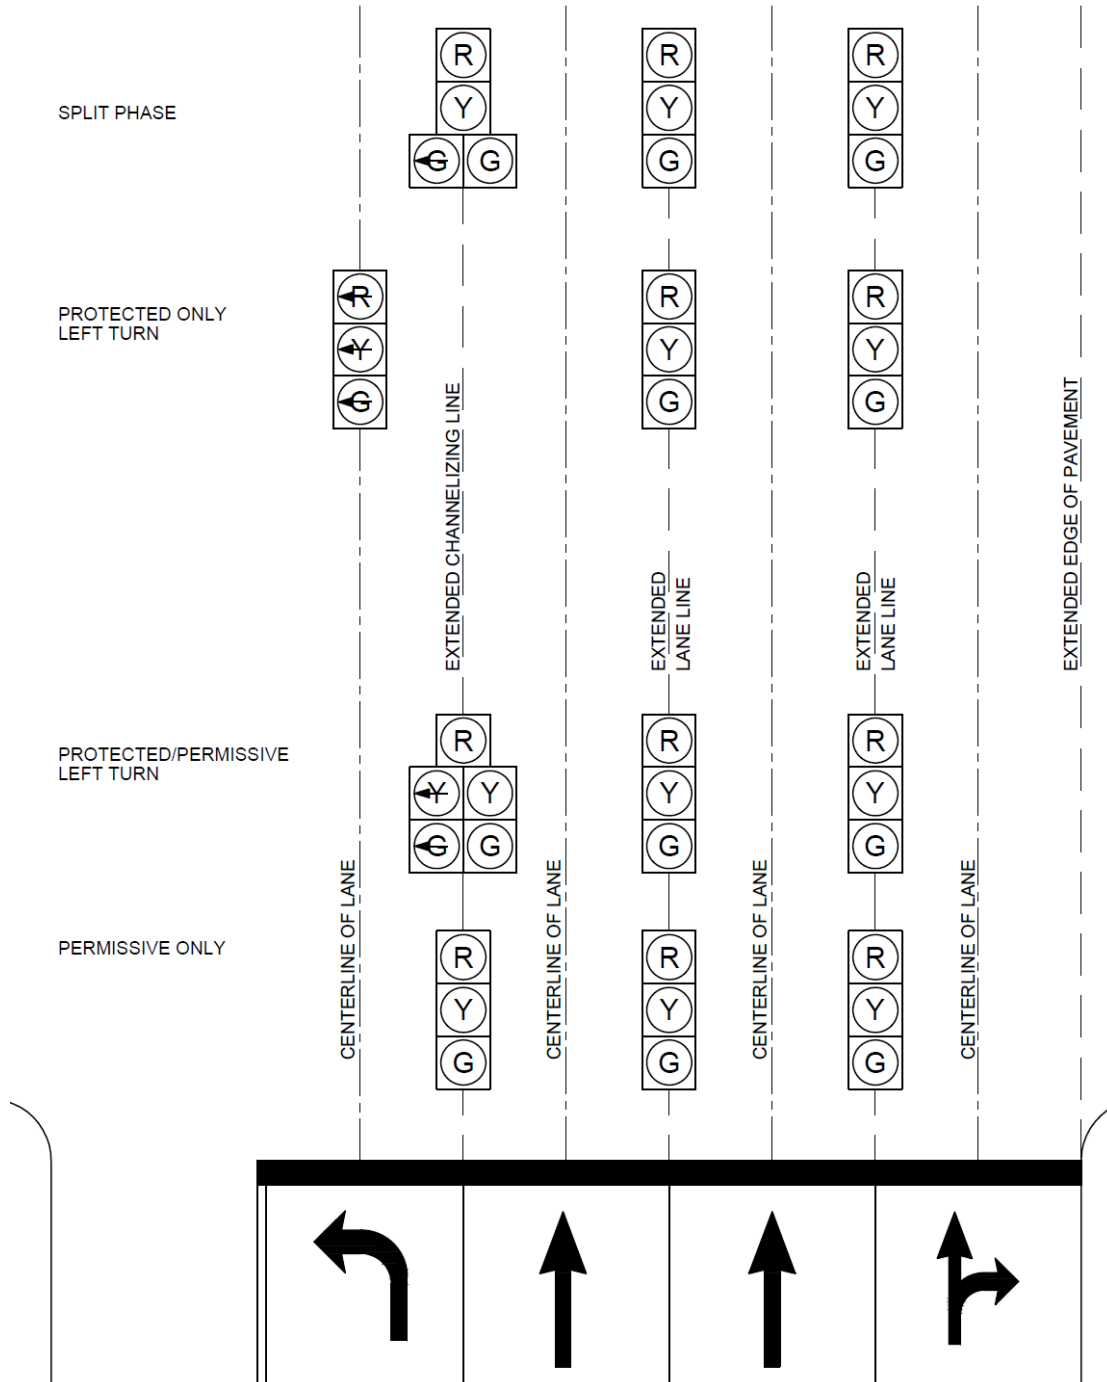 R R R
SPLIT PHASE
Y Y Y
G G G G
R R R
PROTECTED ONLY
LEFT TURN
Y Y Y
G G G
EXTENDED CHANNELIZING LINE
EXTENDED
LANE LINE
EXTENDED
LANE LINE
EXTENDED EDGE OF PAVEMENT
R R R
PROTECTED/PERMISSIVE
LEFT TURN
Y Y Y Y
G G G G
CENTERLINE OF LANE
CENTERLINE OF LANE
CENTERLINE OF LANE
CENTERLINE OF LANE
PERMISSIVE ONLY
R R R
Y Y Y
G G G